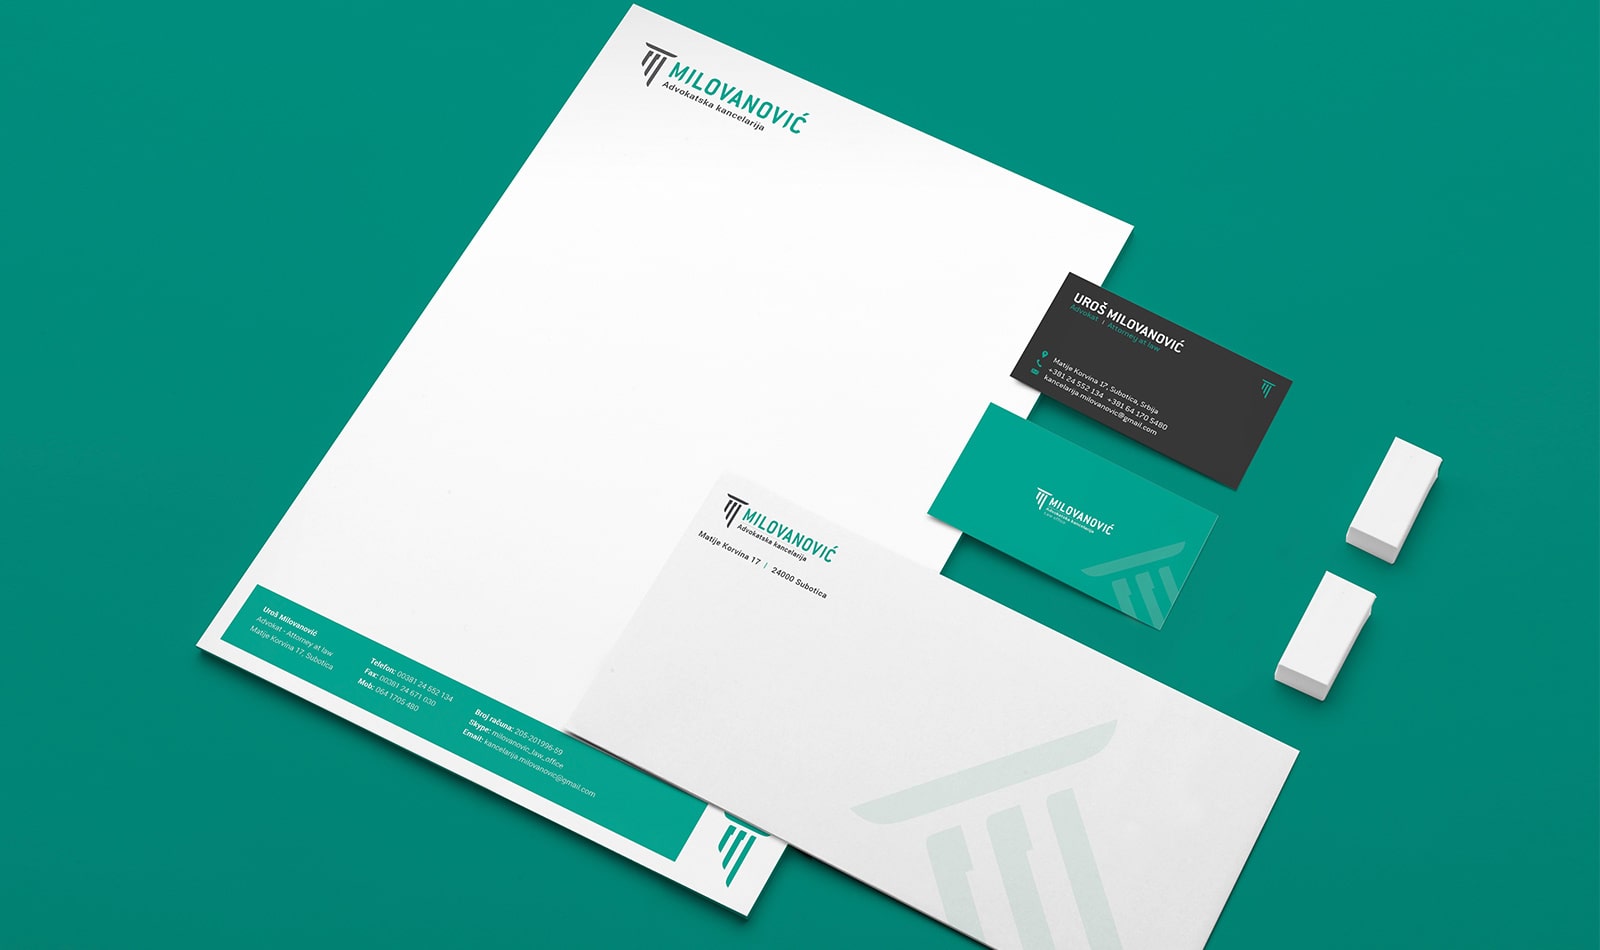 MILOVANOVIĆ
Advokatska kancelarija
UROŠ MILOVANOVIĆ
Advokat | Attorney at law
Matije Korvina 17, Subotica, Srbija
+381 24 552 134 +381 64 170 5480
kancelarija.milovanovic@gmail.com
MILOVANOVIĆ
Advokatska kancelarija
Law office
MILOVANOVIĆ
Advokatska kancelarija
Matije Korvina 17 | 24000 Subotica
Uroš Milovanović
Advokat - Attorney at law
Matije Korvina 17, Subotica
Telefon: 00381 24 552 134
Fax: 00381 24 671 030
Mob: 064 1705 480
Broj računa: 205-201996-59
Skype: milovanovic_law_office
Email: kancelarija.milovanovic@gmail.com